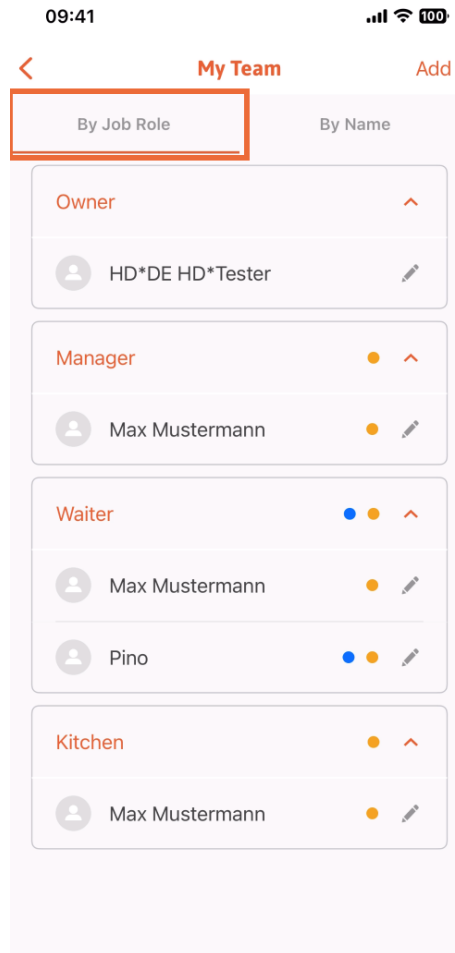 09:41 100
My Team Add
By Job Role By Name
Owner
HD*DE HD*Tester
Manager
Max Mustermann
Waiter
Max Mustermann
Pino
Kitchen
Max Mustermann